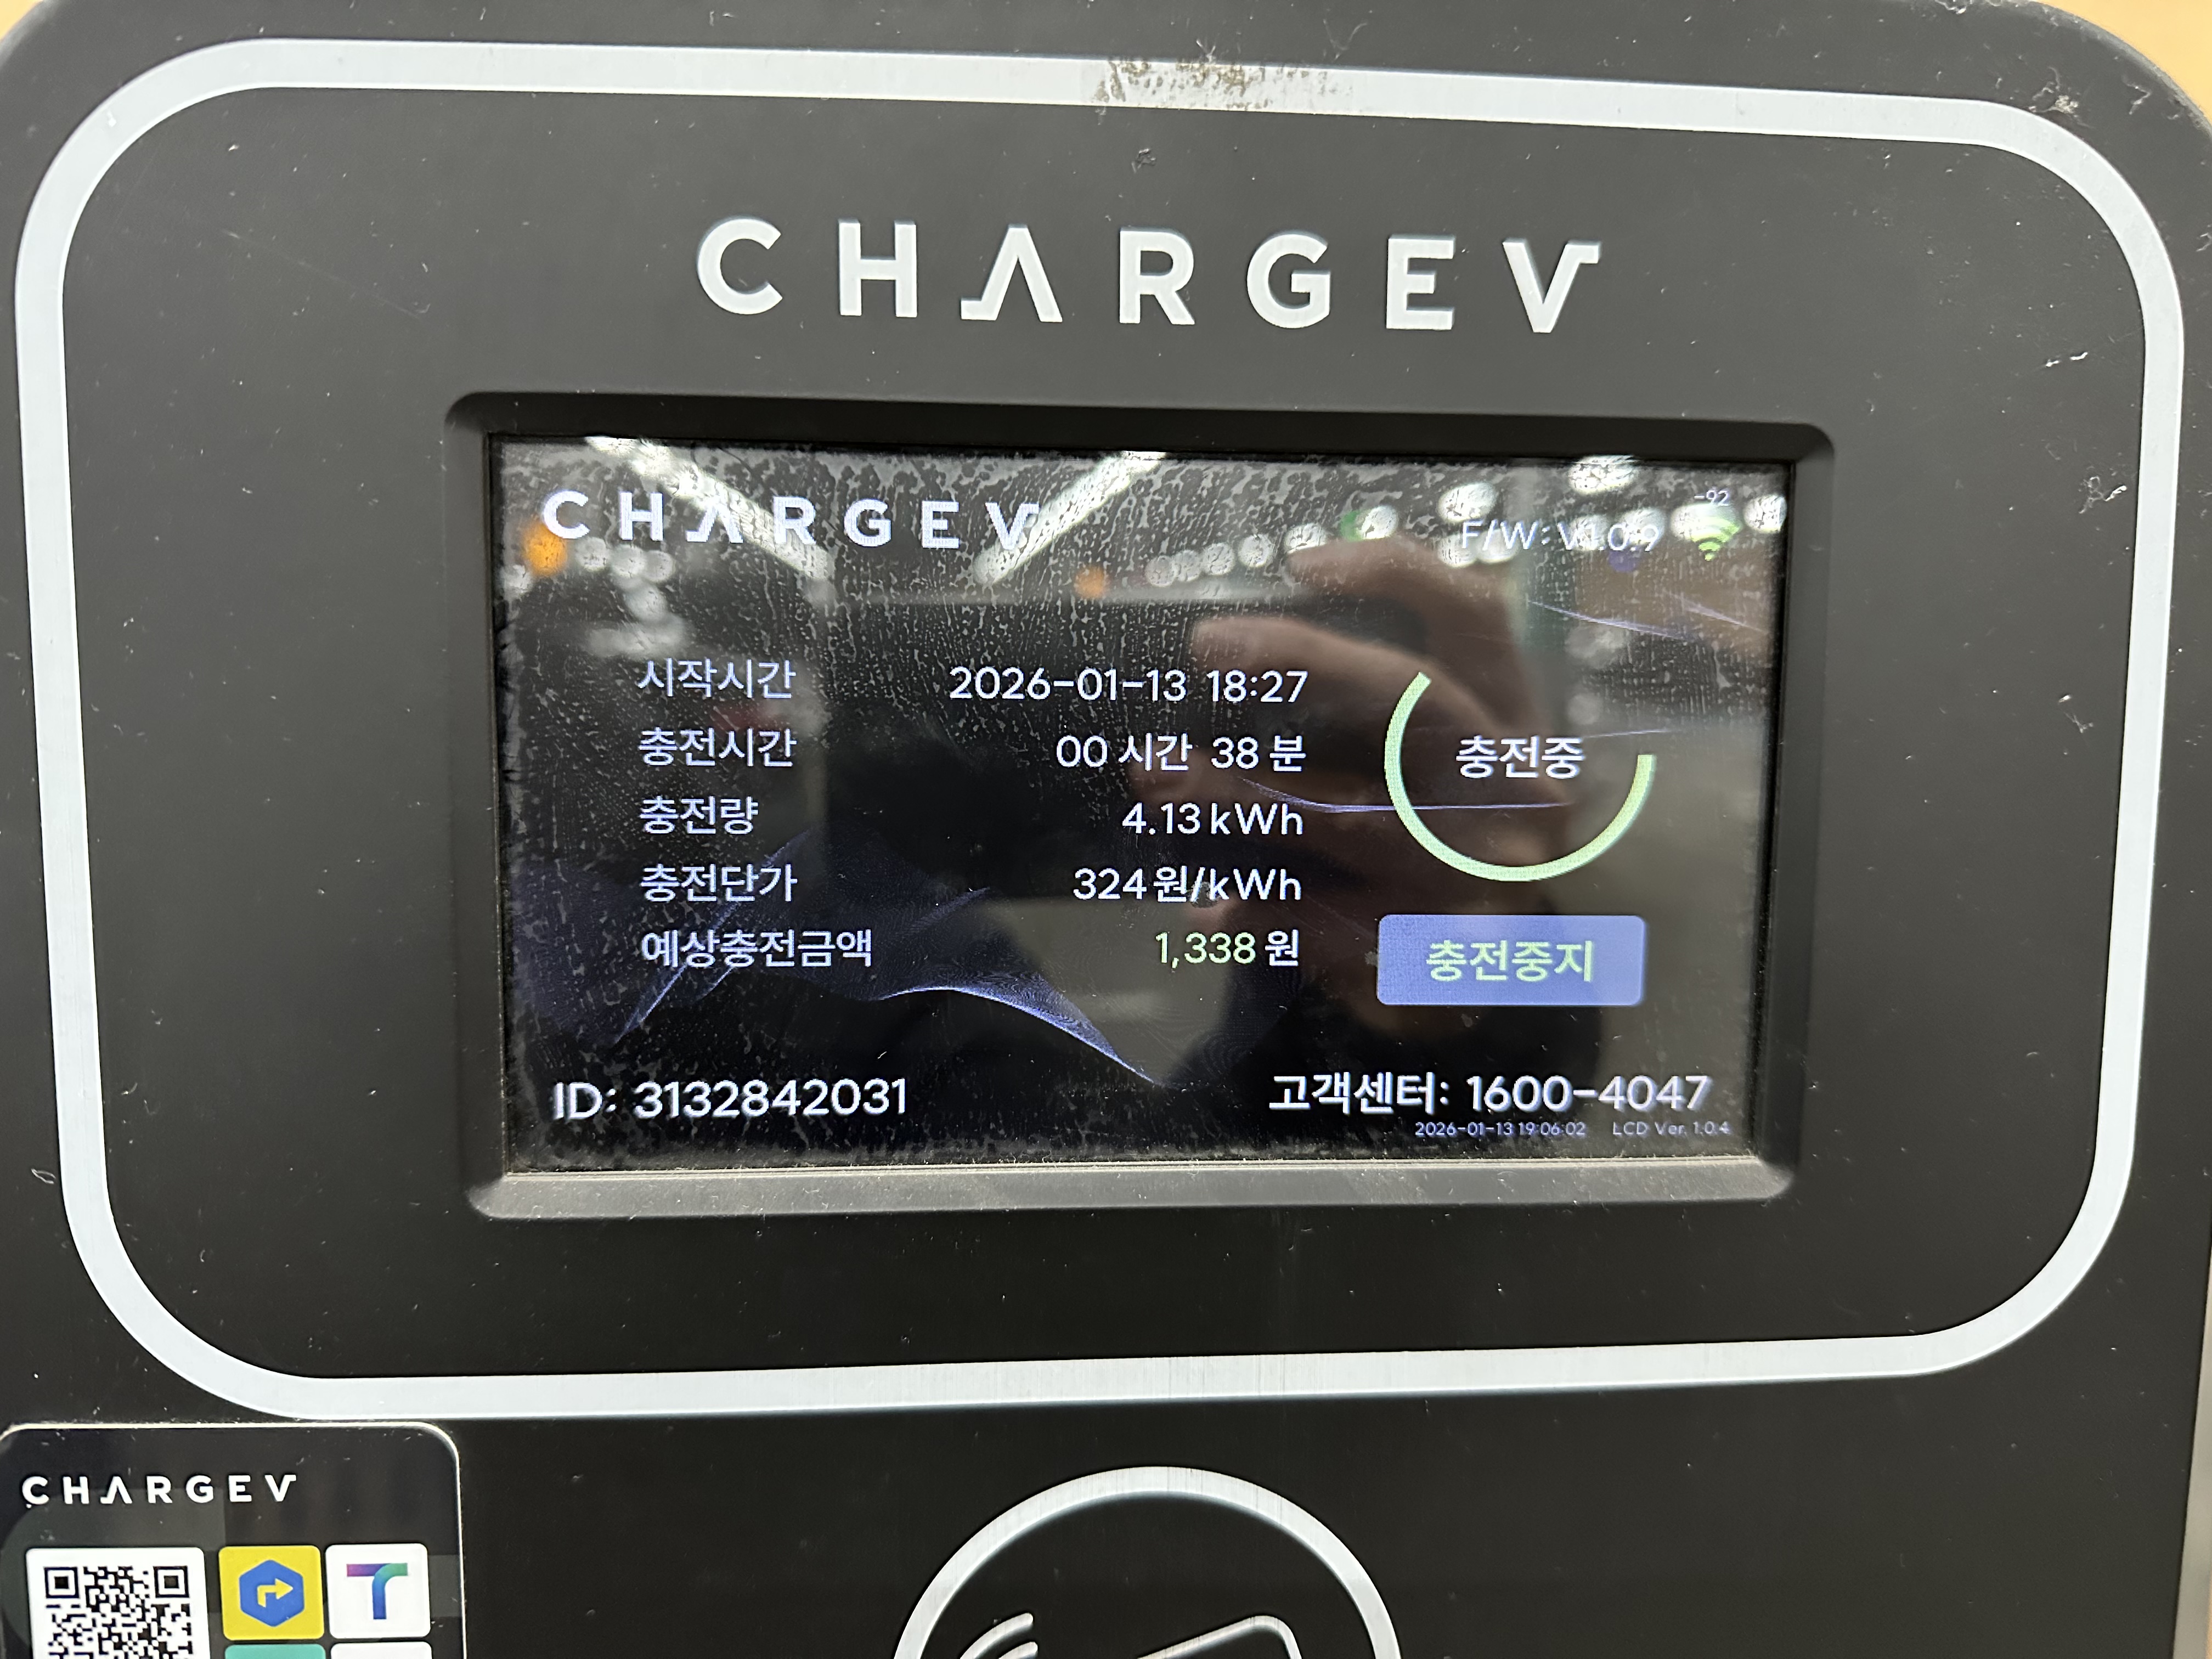 CHARGEV
CHARGEV
-92
F/W: V1.0.9
시작시간 2026-01-13 18:27
충전시간 00 시간 38 분
충전중
충전량 4.13 kWh
충전단가 324 원/kWh
예상충전금액 1,338 원
충전중지
ID: 3132842031
고객센터: 1600-4047
2026-01-13 19:06:02 LCD Ver. 1.0.4
CHARGEV